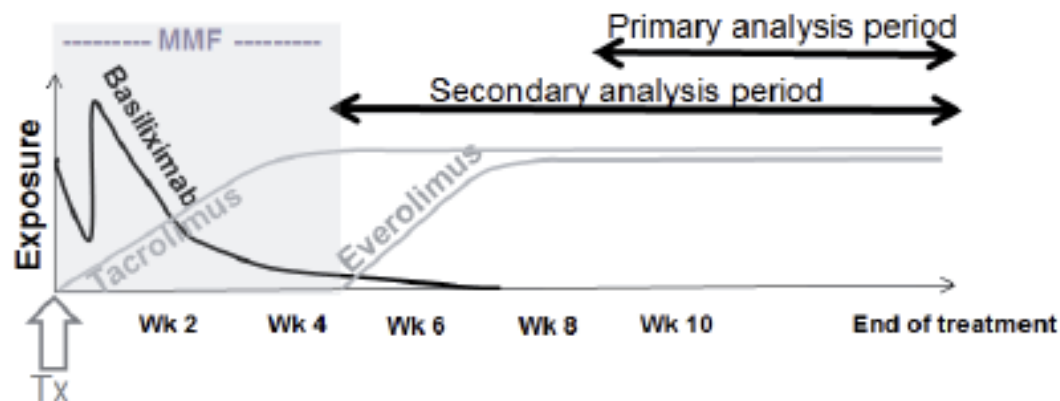 Primary analysis period
--------- MMF ---------
Secondary analysis period
Exposure
Basiliximab
Tacrolimus
Everolimus
Wk 2 Wk 4 Wk 6 Wk 8 Wk 10 End of treatment
Tx